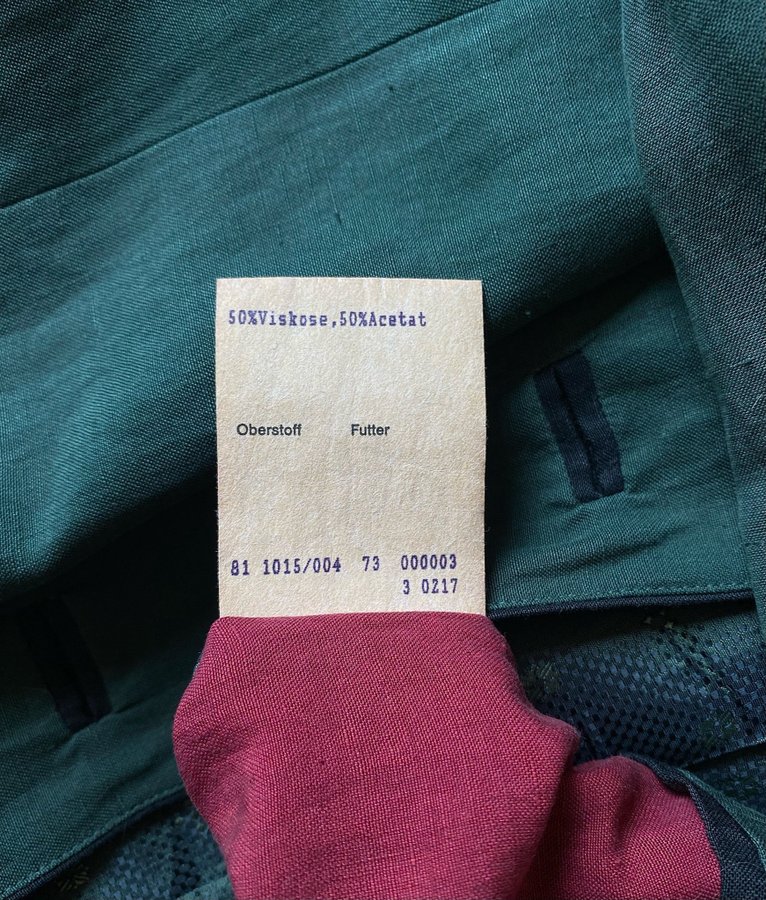 50%Viskose,50%Acetat
Oberstoff Futter
81 1015/004 73 000003
3 0217